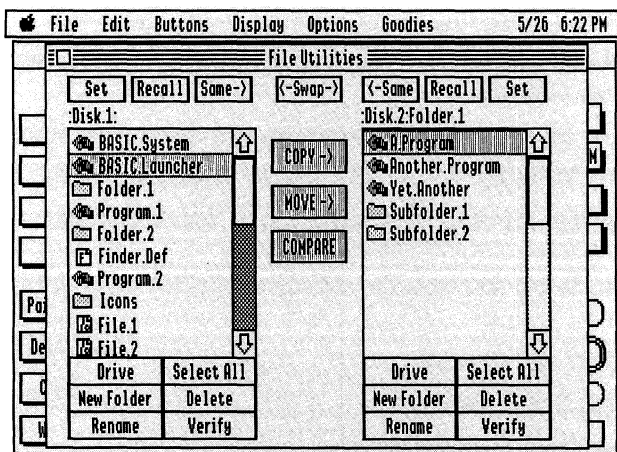 File Edit Buttons Display Options Goodies 5/26 6:22 PM
File Utilities
Set Recall Same-> <-Swap-> <-Same Recall Set
:Disk.1: :Disk.2:Folder.1
BASIC.System
BASIC.Launcher
Folder.1
Program.1
Folder.2
Finder.Def
Program.2
Icons
File.1
File.2
COPY ->
MOVE ->
COMPARE
A.Program
Another.Program
Yet.Another
Subfolder.1
Subfolder.2
Drive Select All
New Folder Delete
Rename Verify
Drive Select All
New Folder Delete
Rename Verify
Pai
De